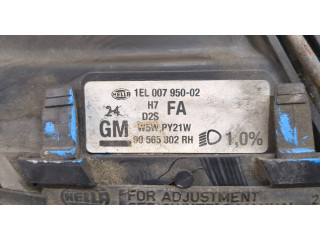 HELLA 1EL 007 950-02
H7 FA
24 D2S
GM W5W,PY21W
90 565 802 RH 1,0%
HELLA FOR ADJUSTMENT